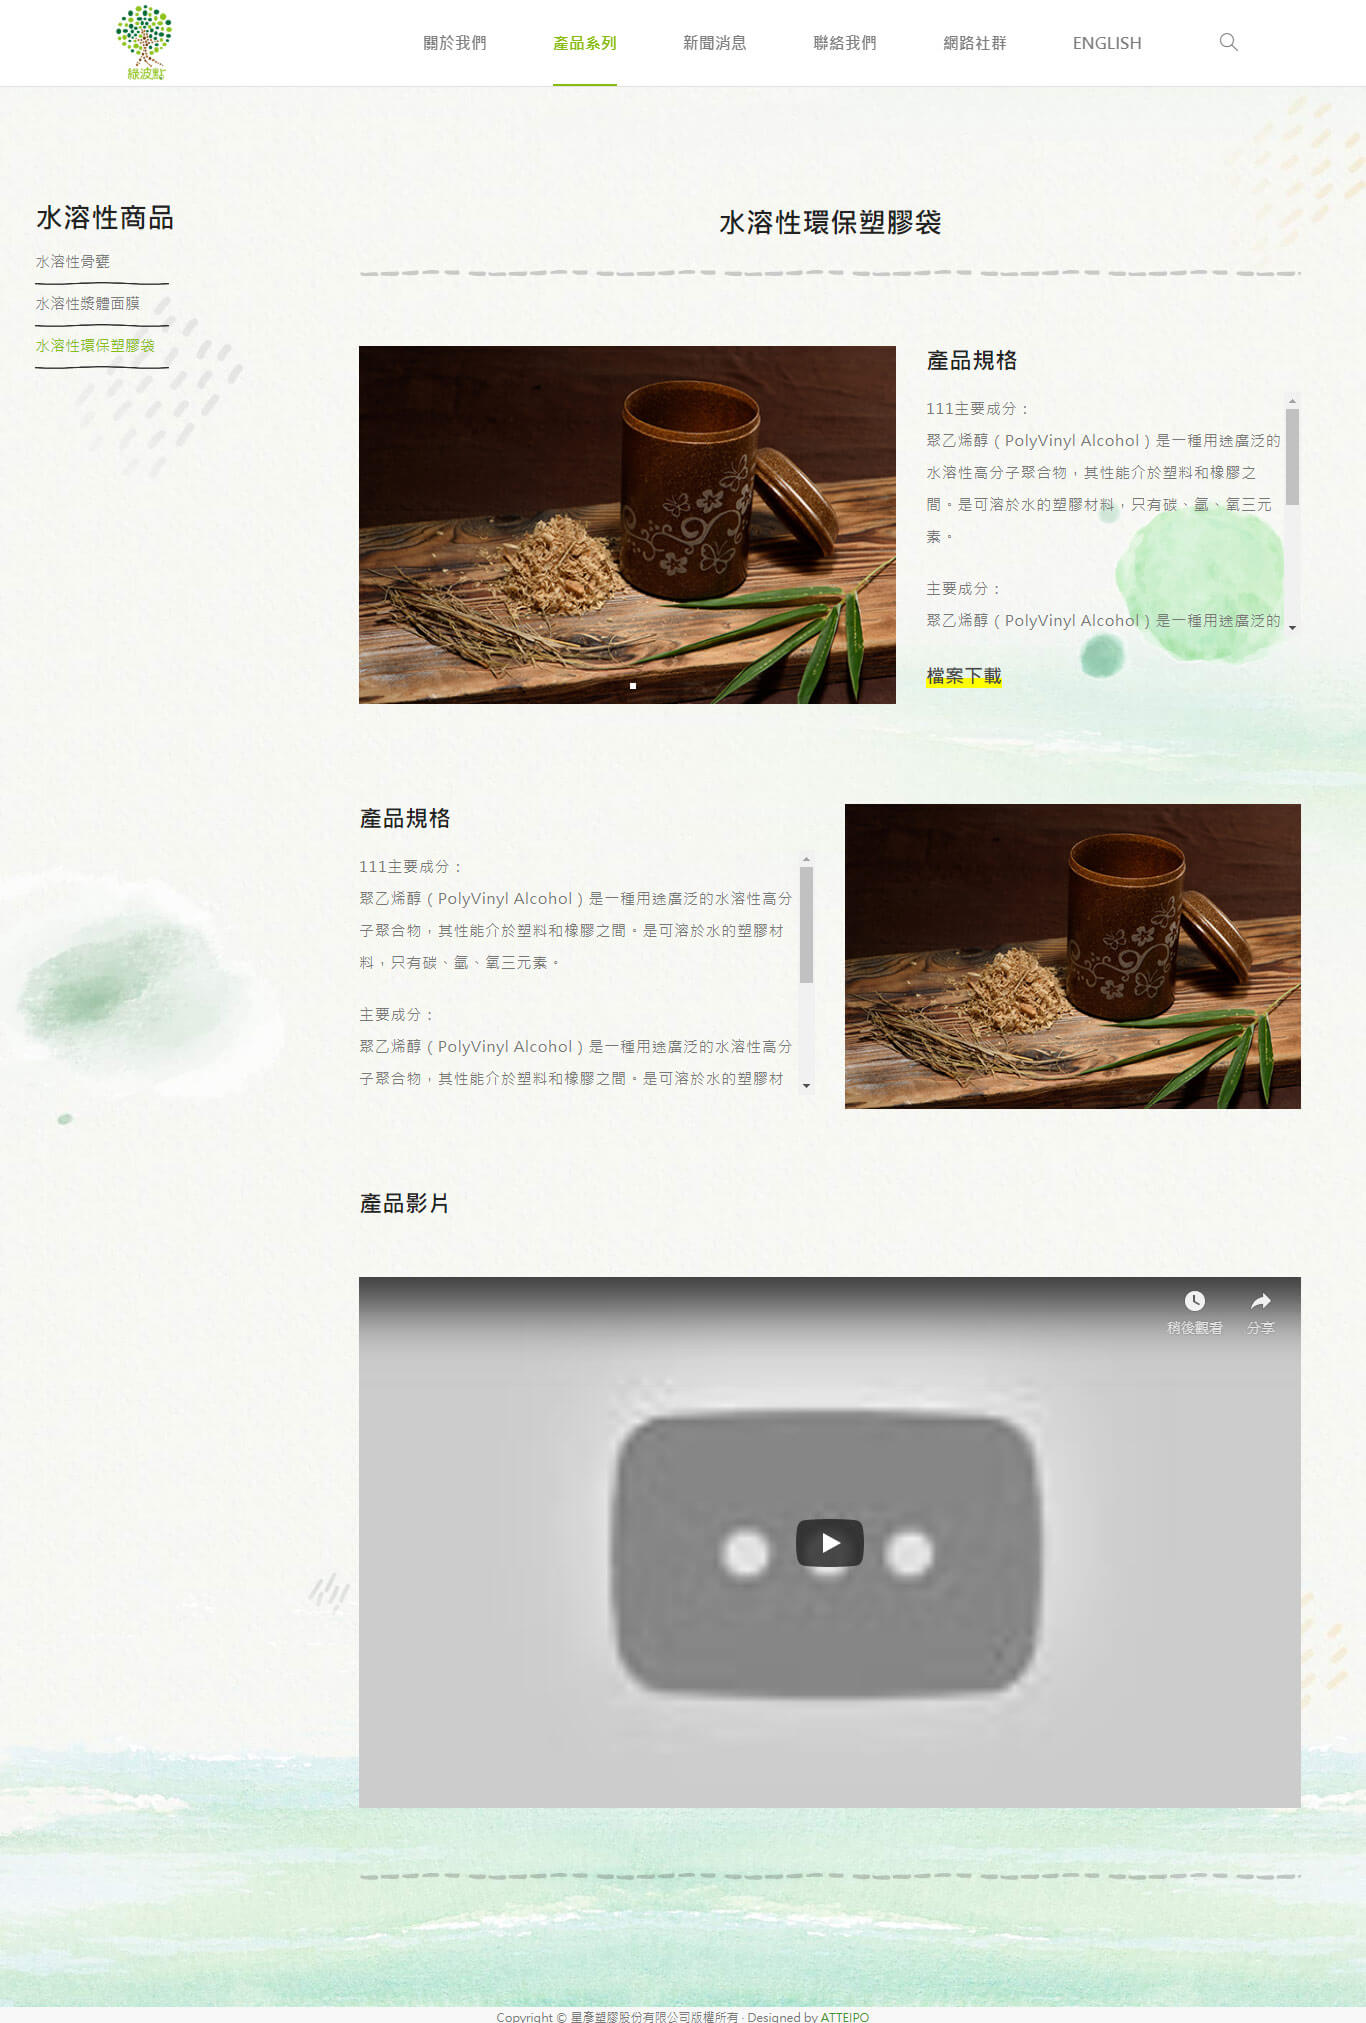 綠波點
關於我們
產品系列
新聞消息
聯絡我們
網路社群
ENGLISH
水溶性商品
水溶性骨甕
水溶性漿體面膜
水溶性環保塑膠袋
水溶性環保塑膠袋
產品規格
111主要成分：
聚乙烯醇（PolyVinyl Alcohol）是一種用途廣泛的
水溶性高分子聚合物，其性能介於塑料和橡膠之
間。是可溶於水的塑膠材料，只有碳、氫、氧三元
素。
主要成分：
聚乙烯醇（PolyVinyl Alcohol）是一種用途廣泛的
檔案下載
產品規格
111主要成分：
聚乙烯醇（PolyVinyl Alcohol）是一種用途廣泛的水溶性高分
子聚合物，其性能介於塑料和橡膠之間。是可溶於水的塑膠材
料，只有碳、氫、氧三元素。
主要成分：
聚乙烯醇（PolyVinyl Alcohol）是一種用途廣泛的水溶性高分
子聚合物，其性能介於塑料和橡膠之間。是可溶於水的塑膠材
產品影片
稍後觀看
分享
Copyright © 星彥塑膠股份有限公司版權所有 · Designed by ATTEIPO